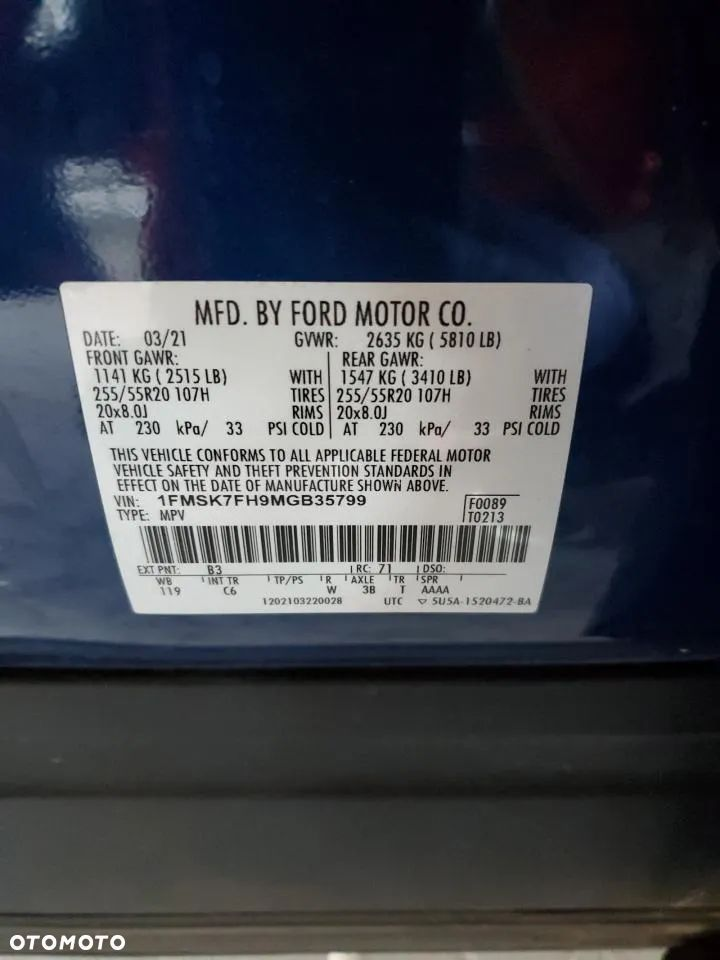 MFD. BY FORD MOTOR CO.
DATE: 03/21 GVWR: 2635 KG ( 5810 LB)
FRONT GAWR: REAR GAWR:
1141 KG ( 2515 LB) WITH 1547 KG ( 3410 LB) WITH
255/55R20 107H TIRES 255/55R20 107H TIRES
20x8.0J RIMS 20x8.0J RIMS
AT 230 kPa/ 33 PSI COLD AT 230 kPa/ 33 PSI COLD
THIS VEHICLE CONFORMS TO ALL APPLICABLE FEDERAL MOTOR
VEHICLE SAFETY AND THEFT PREVENTION STANDARDS IN
EFFECT ON THE DATE OF MANUFACTURE SHOWN ABOVE.
VIN: 1FMSK7FH9MGB35799 F0089
TYPE: MPV T0213
EXT PNT: B3 RC: 71 DSO:
WB INT TR TP/PS R AXLE TR SPR
119 C6 W 3B T AAAA
1202103220028 UTC ▽ 5U5A-1520472-BA
OTOMOTO